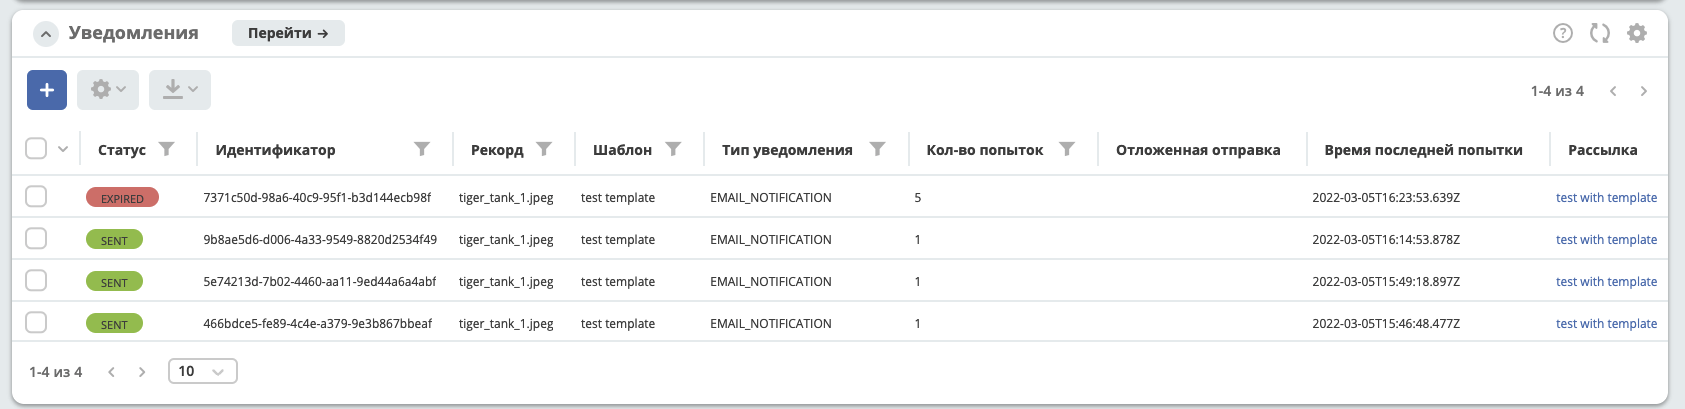 Уведомления Перейти →
1-4 из 4
Статус Идентификатор Рекорд Шаблон Тип уведомления Кол-во попыток Отложенная отправка Время последней попытки Рассылка
EXPIRED 7371c50d-98a6-40c9-95f1-b3d144ecb98f tiger_tank_1.jpeg test template EMAIL_NOTIFICATION 5 2022-03-05T16:23:53.639Z test with template
SENT 9b8ae5d6-d006-4a33-9549-8820d2534f49 tiger_tank_1.jpeg test template EMAIL_NOTIFICATION 1 2022-03-05T16:14:53.878Z test with template
SENT 5e74213d-7b02-4460-aa11-9ed44a6a4abf tiger_tank_1.jpeg test template EMAIL_NOTIFICATION 1 2022-03-05T15:49:18.897Z test with template
SENT 466bdce5-fe89-4c4e-a379-9e3b867bbeaf tiger_tank_1.jpeg test template EMAIL_NOTIFICATION 1 2022-03-05T15:46:48.477Z test with template
1-4 из 4 10